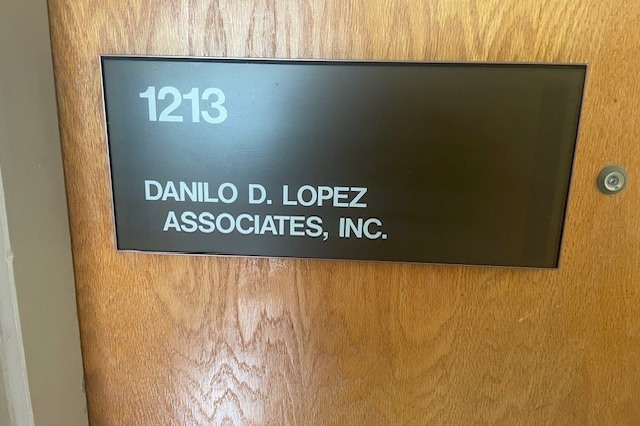 1213
DANILO D. LOPEZ
ASSOCIATES, INC.